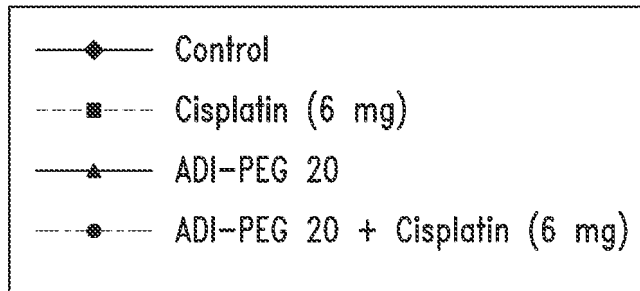 Control
Cisplatin (6 mg)
ADI-PEG 20
ADI-PEG 20 + Cisplatin (6 mg)